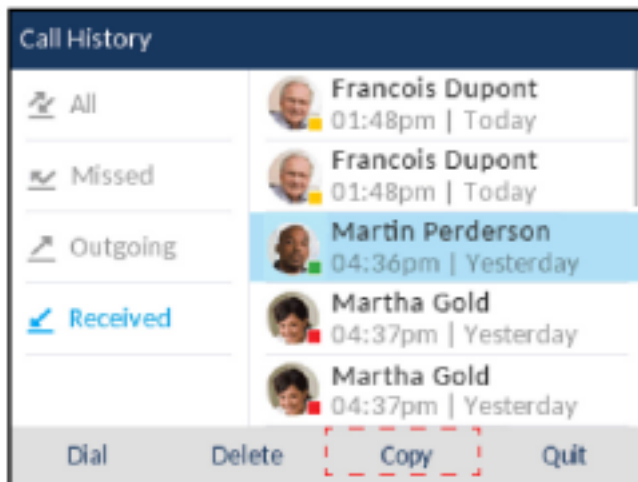 Call History
All
Missed
Outgoing
Received
Francois Dupont
01:48pm | Today
Francois Dupont
01:48pm | Today
Martin Perderson
04:36pm | Yesterday
Martha Gold
04:37pm | Yesterday
Martha Gold
04:37pm | Yesterday
Dial Delete Copy Quit